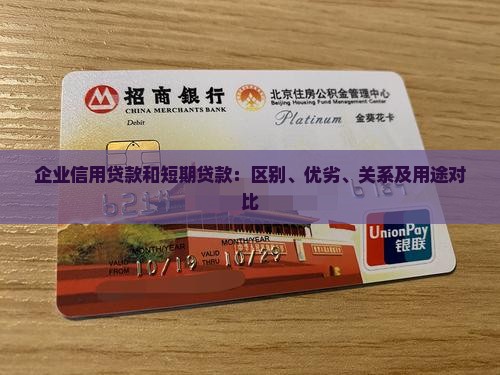 招商银行
CHINA MERCHANTS BANK
Debit
北京住房公积金管理中心
Beijing Housing Fund Management Center
Platinum 金葵花卡
企业信用贷款和短期贷款：区别、优劣、关系及用途对
比
UnionPay
银联
MONTH/YEAR
MONTH/YEAR
VALID FROM 10/19 VALID THRU 10/29